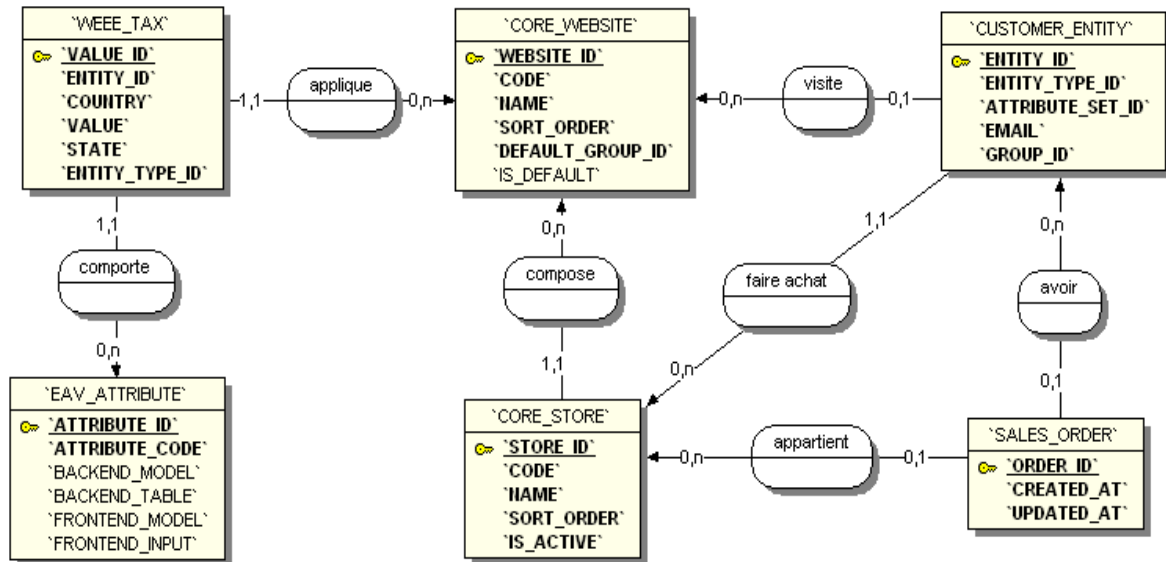 `WEEE_TAX`
`VALUE_ID`
`ENTITY_ID`
`COUNTRY`
`VALUE`
`STATE`
`ENTITY_TYPE_ID`
1,1
applique
0,n
`CORE_WEBSITE`
`WEBSITE_ID`
`CODE`
`NAME`
`SORT_ORDER`
`DEFAULT_GROUP_ID`
`IS_DEFAULT`
0,n
visite
0,1
`CUSTOMER_ENTITY`
`ENTITY_ID`
`ENTITY_TYPE_ID`
`ATTRIBUTE_SET_ID`
`EMAIL`
`GROUP_ID`
1,1
comporte
0,n
0,n
compose
1,1
1,1
faire achat
0,n
0,n
avoir
0,1
`EAV_ATTRIBUTE`
`ATTRIBUTE_ID`
`ATTRIBUTE_CODE`
`BACKEND_MODEL`
`BACKEND_TABLE`
`FRONTEND_MODEL`
`FRONTEND_INPUT`
`CORE_STORE`
`STORE_ID`
`CODE`
`NAME`
`SORT_ORDER`
`IS_ACTIVE`
0,n
appartient
0,1
`SALES_ORDER`
`ORDER_ID`
`CREATED_AT`
`UPDATED_AT`